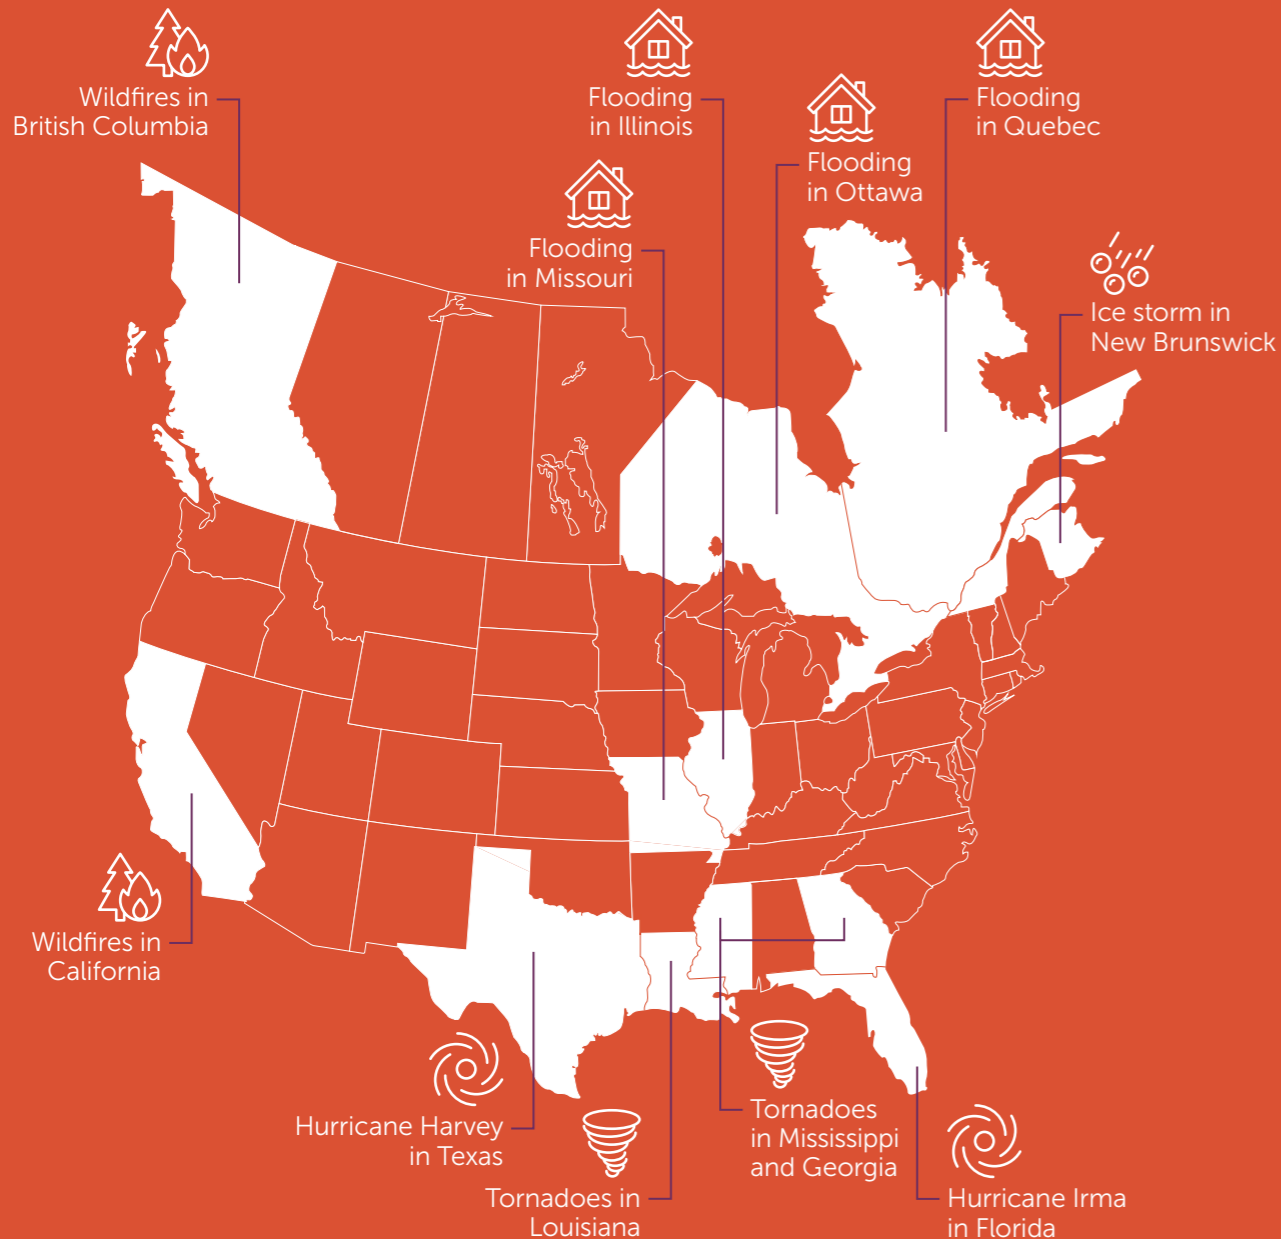 Wildfires in
British Columbia
Flooding
in Illinois
Flooding
in Ottawa
Flooding
in Quebec
Flooding
in Missouri
Ice storm in
New Brunswick
Wildfires in
California
Hurricane Harvey
in Texas
Tornadoes in
Louisiana
Tornadoes
in Mississippi
and Georgia
Hurricane Irma
in Florida